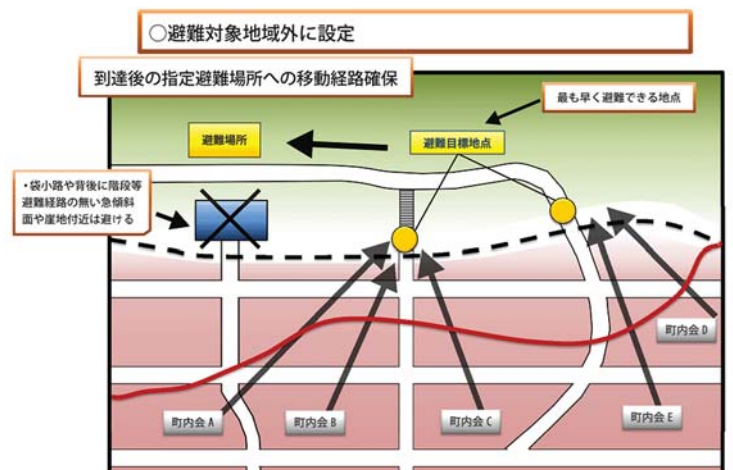 ○避難対象地域外に設定
到達後の指定避難場所への移動経路確保
最も早く避難できる地点
避難場所
避難目標地点
・袋小路や背後に階段等
避難経路の無い急傾斜
面や崖地付近は避ける
町内会 D
町内会 A
町内会 B
町内会 C
町内会 E